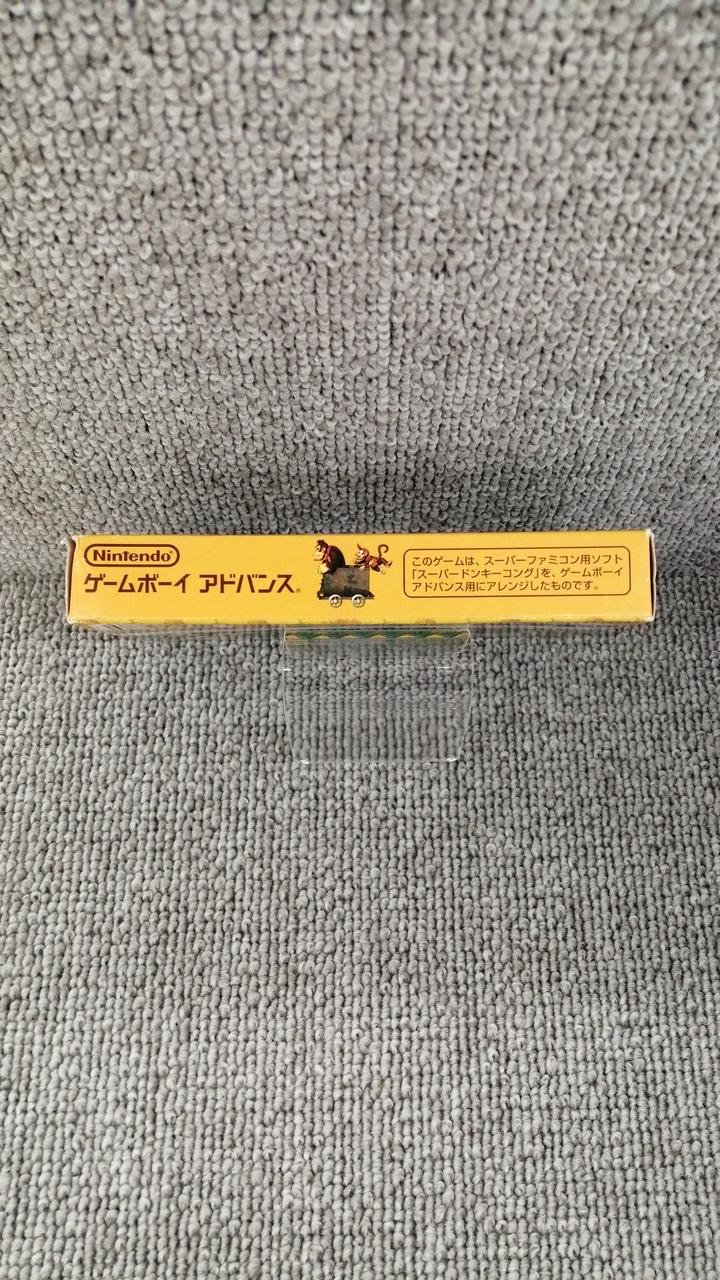 Nintendo®
ゲームボーイ アドバンス®
このゲームは、スーパーファミコン用ソフト
「スーパードンキーコング」を、ゲームボーイ
アドバンス用にアレンジしたものです。